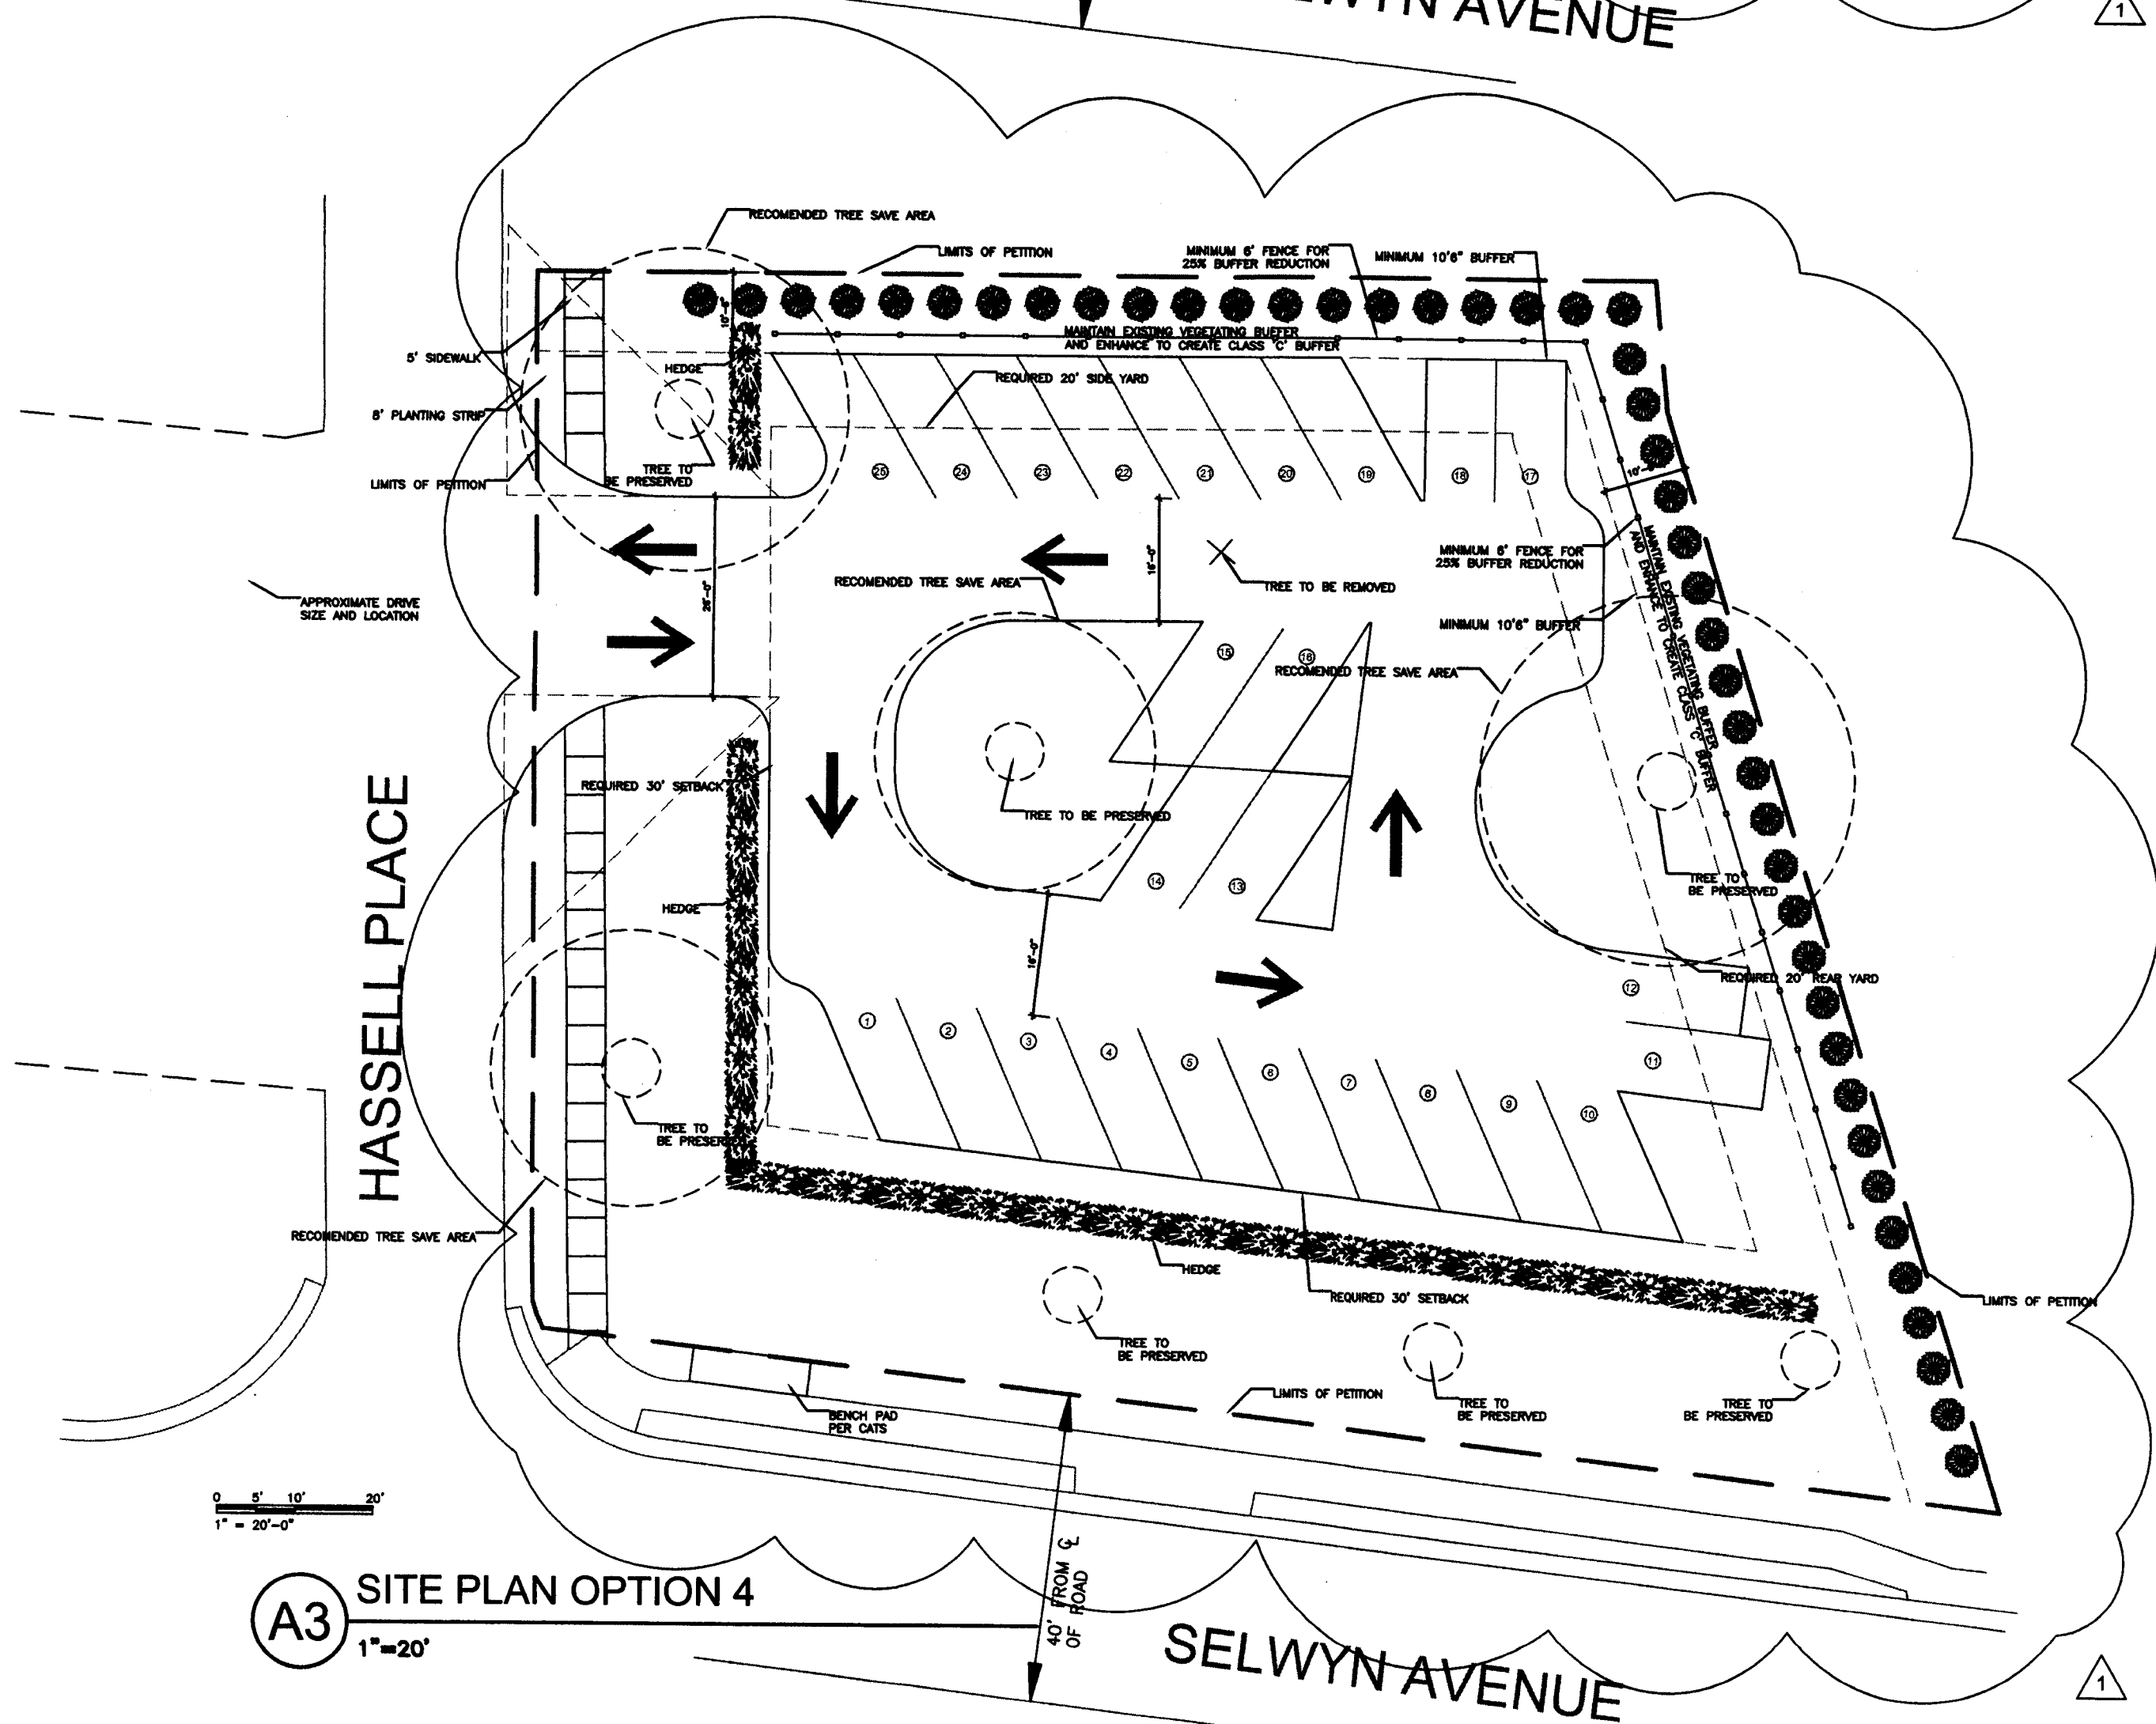 SELWYN AVENUE
1
RECOMENDED TREE SAVE AREA
LIMITS OF PETITION
MINIMUM 6' FENCE FOR
25% BUFFER REDUCTION
MINIMUM 10'6" BUFFER
10'-6"
MAINTAIN EXISTING VEGETATING BUFFER
AND ENHANCE TO CREATE CLASS 'C' BUFFER
5' SIDEWALK
HEDGE
REQUIRED 20' SIDE YARD
8' PLANTING STRIP
TREE TO
BE PRESERVED
LIMITS OF PETITION
25
24
23
22
21
20
19
18
17
MINIMUM 6' FENCE FOR
25% BUFFER REDUCTION
MAINTAIN EXISTING VEGETATING BUFFER
AND ENHANCE TO CREATE CLASS 'C' BUFFER
16'-0"
26'-0"
RECOMENDED TREE SAVE AREA
TREE TO BE REMOVED
APPROXIMATE DRIVE
SIZE AND LOCATION
MINIMUM 10'6" BUFFER
15
16
RECOMENDED TREE SAVE AREA
HASSELL PLACE
REQUIRED 30' SETBACK
TREE TO BE PRESERVED
14
13
TREE TO
BE PRESERVED
HEDGE
16'-0"
REQUIRED 20' REAR YARD
12
11
1
2
3
4
5
6
7
8
9
10
TREE TO
BE PRESERVED
RECOMENDED TREE SAVE AREA
HEDGE
REQUIRED 30' SETBACK
LIMITS OF PETITION
TREE TO
BE PRESERVED
LIMITS OF PETITION
TREE TO
BE PRESERVED
TREE TO
BE PRESERVED
BENCH PAD
PER CATS
0 5' 10' 20'
1" = 20'-0"
A3
SITE PLAN OPTION 4
1"=20'
40' FROM ℄
OF ROAD
SELWYN AVENUE
1